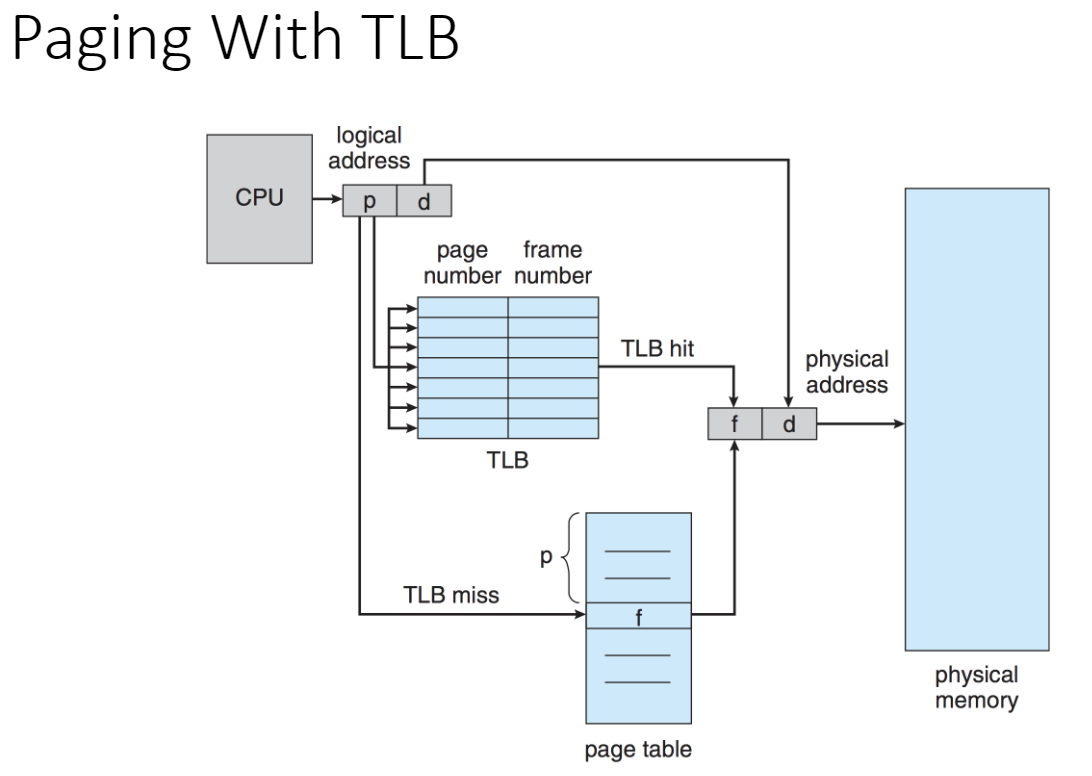 Paging With TLB
logical
address
CPU
p
d
page
number
frame
number
TLB hit
physical
address
f
d
TLB
p
TLB miss
f
physical
memory
page table